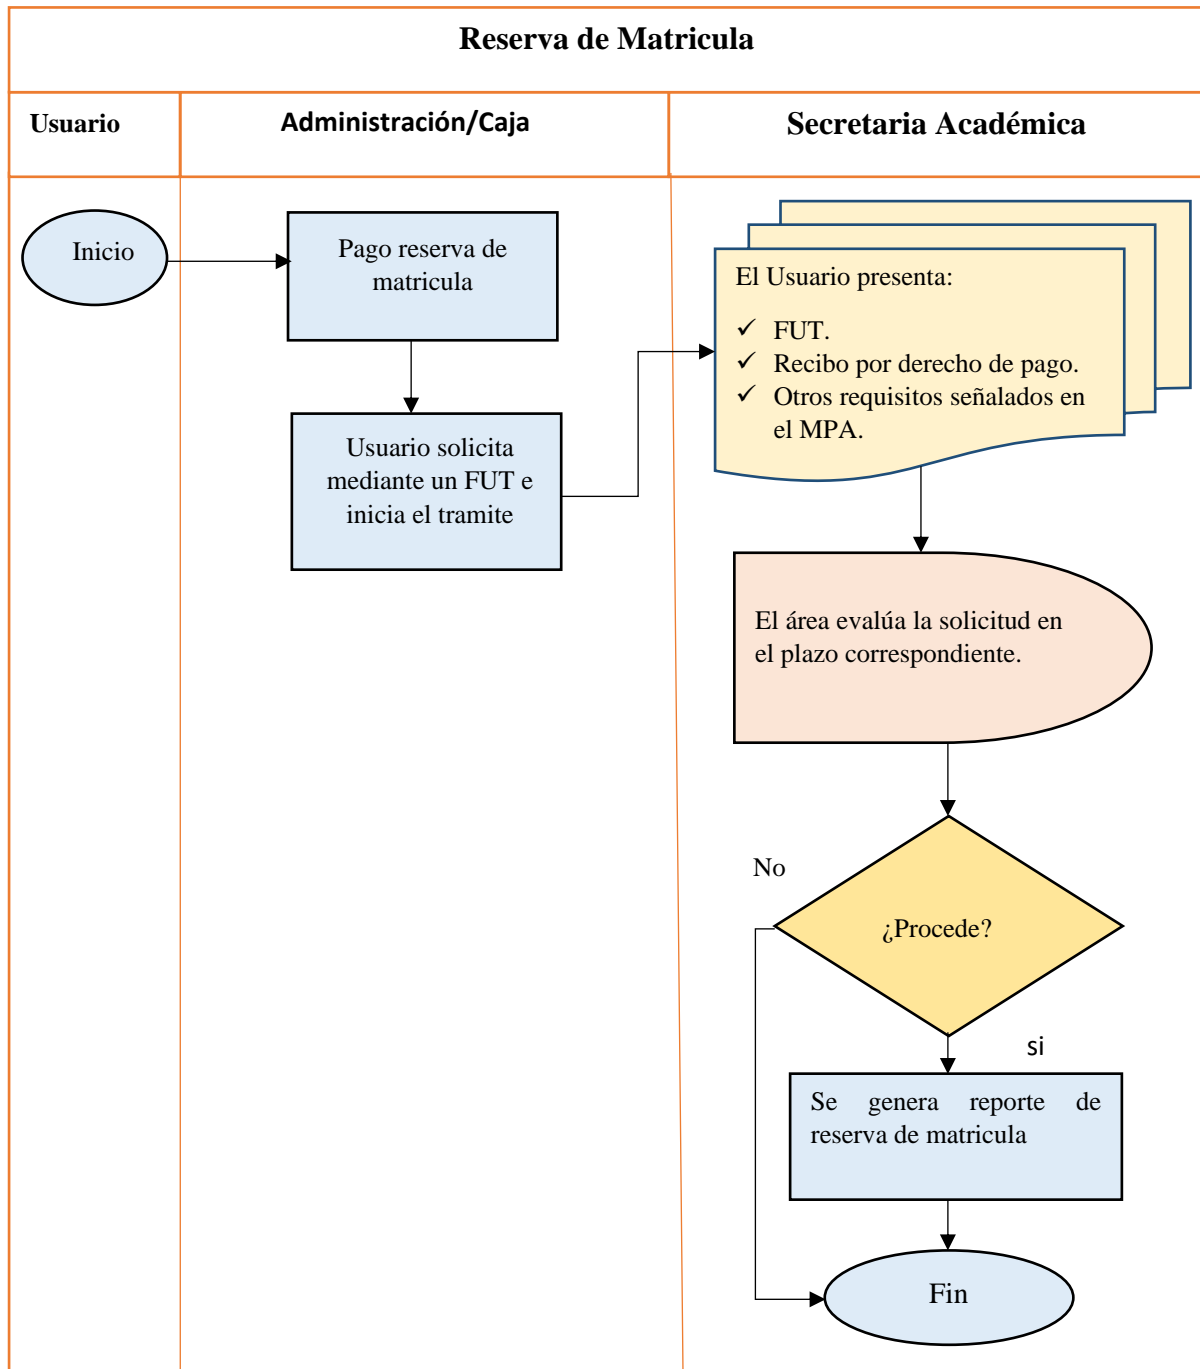 Reserva de Matricula
Usuario
Administración/Caja
Secretaria Académica
Inicio
Pago reserva de
matricula
Usuario solicita
mediante un FUT e
inicia el tramite
El Usuario presenta:
✓ FUT.
✓ Recibo por derecho de pago.
✓ Otros requisitos señalados en
el MPA.
El área evalúa la solicitud en
el plazo correspondiente.
No
¿Procede?
si
Se genera reporte de
reserva de matricula
Fin